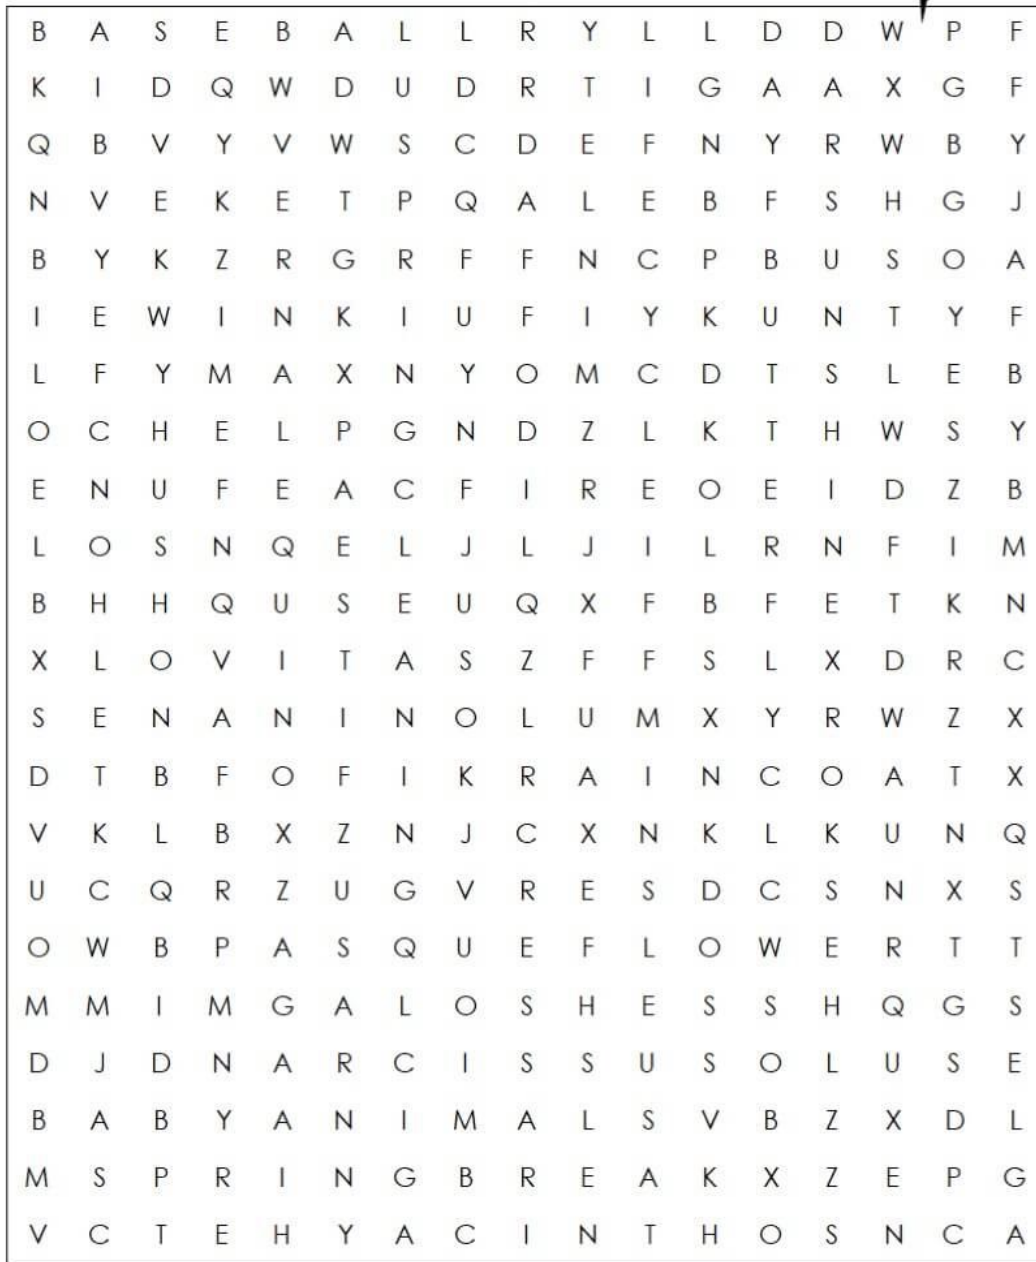 B A S E B A L L R Y L L D D W P F
K I D Q W D U D R T I G A A X G F
Q B V Y V W S C D E F N Y R W B Y
N V E K E T P Q A L E B F S H G J
B Y K Z R G R F F N C P B U S O A
I E W I N K I U F I Y K U N T Y F
L F Y M A X N Y O M C D T S L E B
O C H E L P G N D Z L K T H W S Y
E N U F E A C F I R E O E I D Z B
L O S N Q E L J L J I L R N F I M
B H H Q U S E U Q X F B F E T K N
X L O V I T A S Z F F S L X D R C
S E N A N I N O L U M X Y R W Z X
D T B F O F I K R A I N C O A T X
V K L B X Z N J C X N K L K U N Q
U C Q R Z U G V R E S D C S N X S
O W B P A S Q U E F L O W E R T T
M M I M G A L O S H E S S H Q G S
D J D N A R C I S S U S O L U S E
B A B Y A N I M A L S V B Z X D L
M S P R I N G B R E A K X Z E P G
V C T E H Y A C I N T H O S N C A